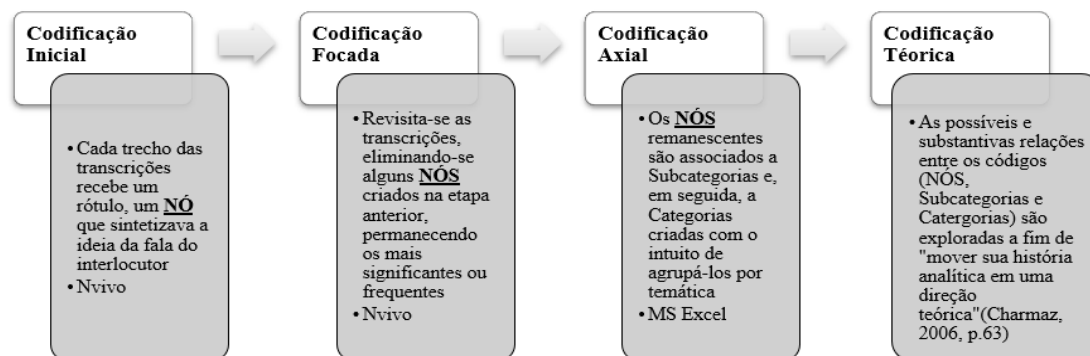 Codificação
Inicial
• Cada trecho das
transcrições
recebe um
rótulo, um NÓ
que sintetizava a
ideia da fala do
interlocutor
• Nvivo
Codificação
Focada
• Revisita-se as
transcrições,
eliminando-se
alguns NÓS
criados na etapa
anterior,
permanecendo
os mais
significantes ou
frequentes
• Nvivo
Codificação
Axial
• Os NÓS
remanescentes
são associados a
Subcategorias e,
em seguida, a
Categorias
criadas com o
intuito de
agrupá-los por
temática
• MS Excel
Codificação
Téorica
• As possíveis e
substantivas relações
entre os códigos
(NÓS,
Subcategorias e
Catergorias) são
exploradas a fim de
"mover sua história
analítica em uma
direção
teórica"(Charmaz,
2006, p.63)